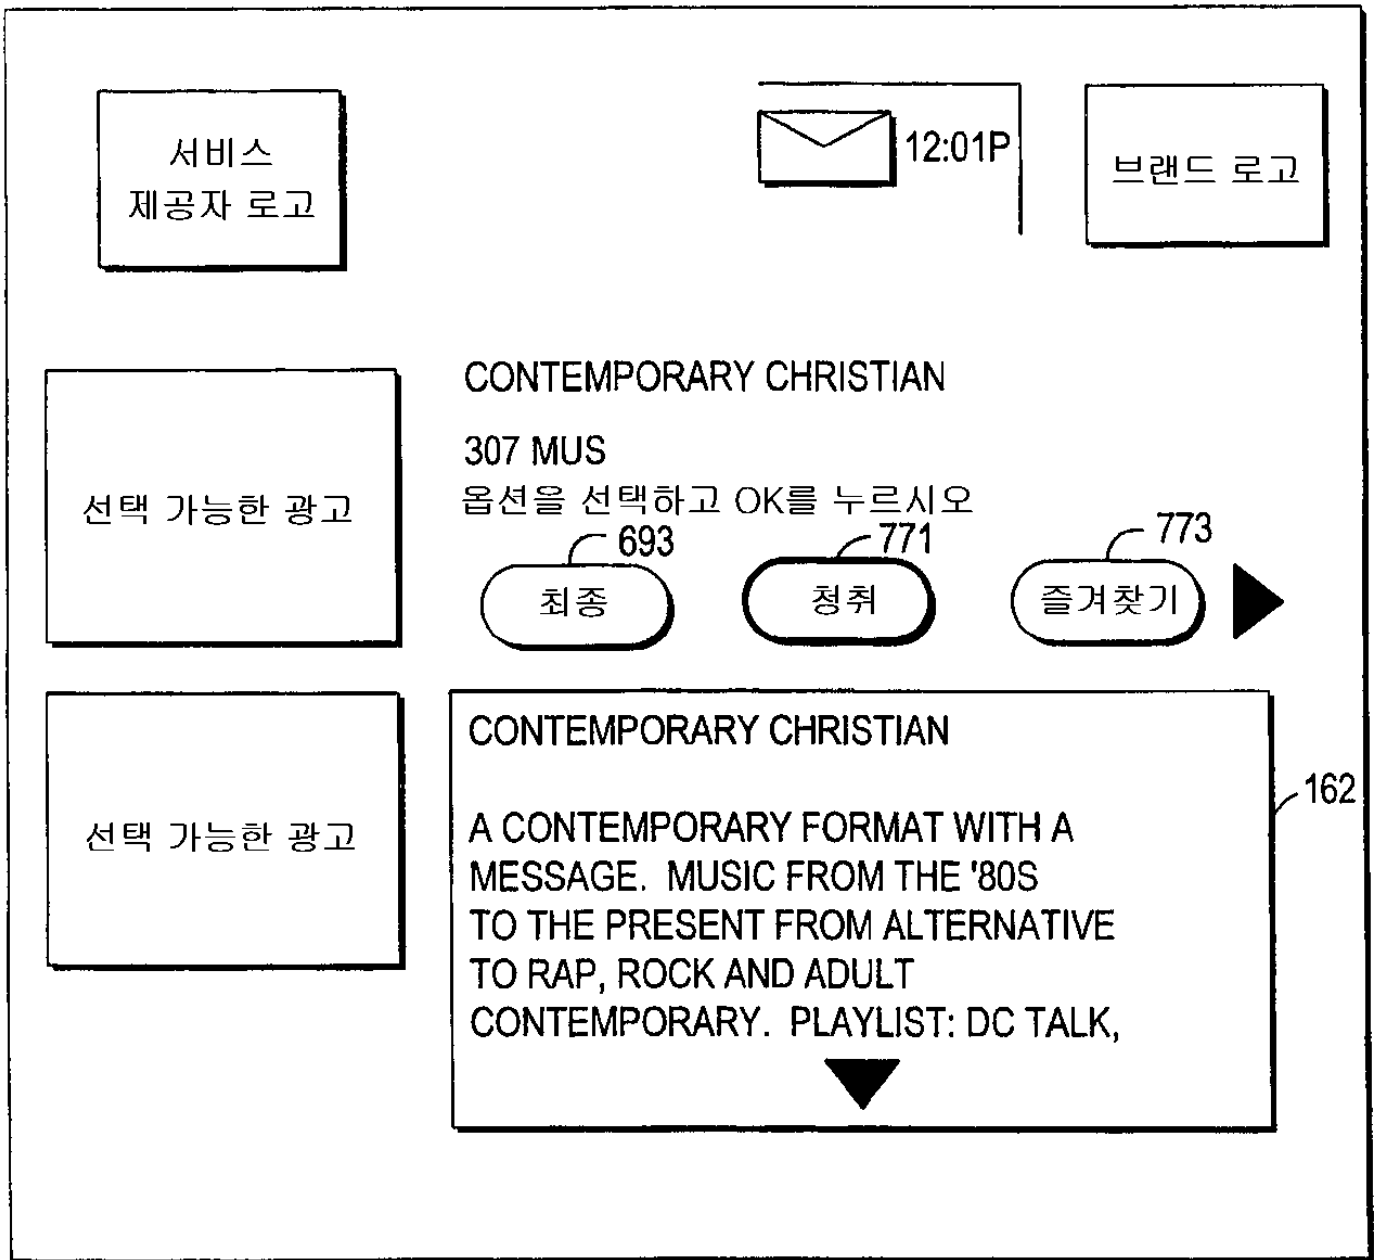 서비스
제공자 로고
12:01P
브랜드 로고
CONTEMPORARY CHRISTIAN
307 MUS
옵션을 선택하고 OK를 누르시오
선택 가능한 광고
693
771
773
최종
청취
즐겨찾기
선택 가능한 광고
CONTEMPORARY CHRISTIAN
162
A CONTEMPORARY FORMAT WITH A
MESSAGE. MUSIC FROM THE '80S
TO THE PRESENT FROM ALTERNATIVE
TO RAP, ROCK AND ADULT
CONTEMPORARY. PLAYLIST: DC TALK,